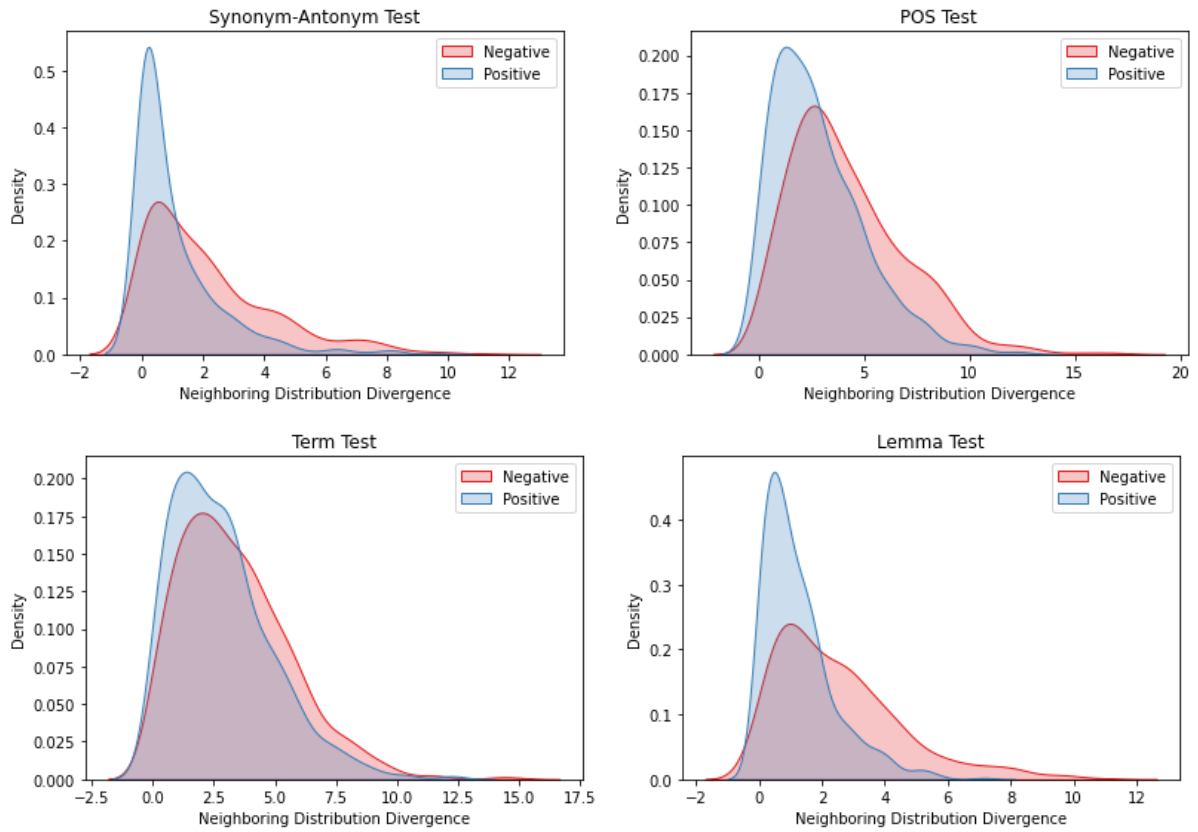 Synonym-Antonym Test
Negative
Positive
Density
0.5
0.4
0.3
0.2
0.1
0.0
−2 0 2 4 6 8 10 12
Neighboring Distribution Divergence
POS Test
Negative
Positive
Density
0.200
0.175
0.150
0.125
0.100
0.075
0.050
0.025
0.000
0 5 10 15 20
Neighboring Distribution Divergence
Term Test
Negative
Positive
Density
0.200
0.175
0.150
0.125
0.100
0.075
0.050
0.025
0.000
−2.5 0.0 2.5 5.0 7.5 10.0 12.5 15.0 17.5
Neighboring Distribution Divergence
Lemma Test
Negative
Positive
Density
0.4
0.3
0.2
0.1
0.0
−2 0 2 4 6 8 10 12
Neighboring Distribution Divergence